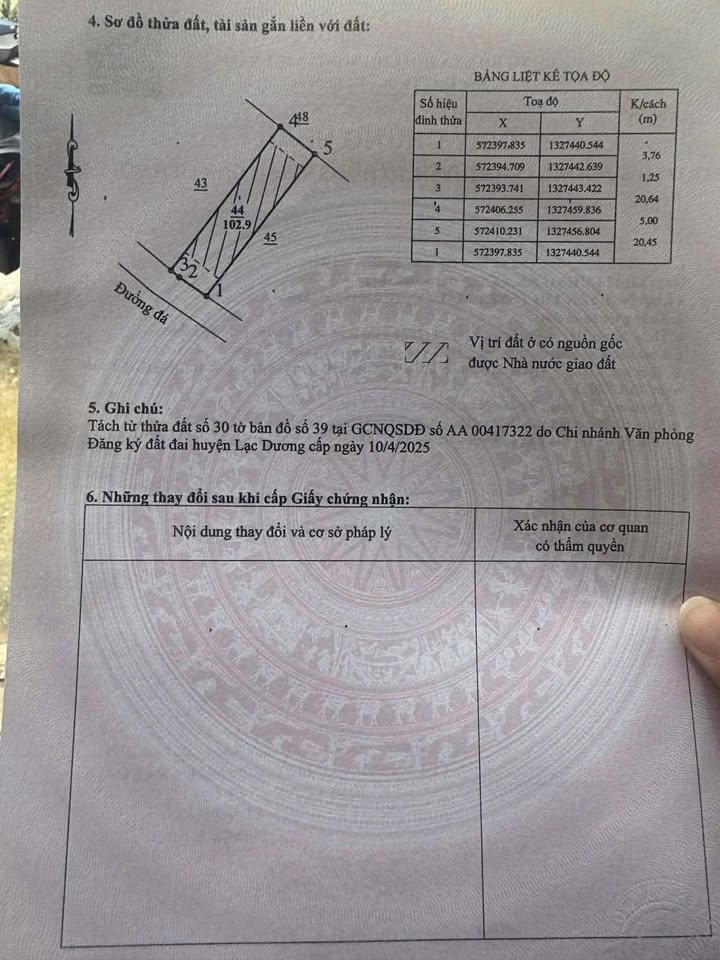 4. Sơ đồ thửa đất, tài sản gắn liền với đất:
BẢNG LIỆT KÊ TỌA ĐỘ
Số hiệu đỉnh thửa | Toạ độ | K/cách (m)
X | Y
1 | 572397.835 | 1327440.544
3,76
2 | 572394.709 | 1327442.639
1,25
3 | 572393.741 | 1327443.422
20,64
4 | 572406.255 | 1327459.836
5,00
5 | 572410.231 | 1327456.804
20,45
1 | 572397.835 | 1327440.544
48
4
5
43
44
102.9
45
3
2
1
Đường đá
Vị trí đất ở có nguồn gốc
được Nhà nước giao đất
5. Ghi chú:
Tách từ thửa đất số 30 tờ bản đồ số 39 tại GCNQSDĐ số AA 00417322 do Chi nhánh Văn phòng
Đăng ký đất đai huyện Lạc Dương cấp ngày 10/4/2025
6. Những thay đổi sau khi cấp Giấy chứng nhận:
Nội dung thay đổi và cơ sở pháp lý
Xác nhận của cơ quan
có thẩm quyền